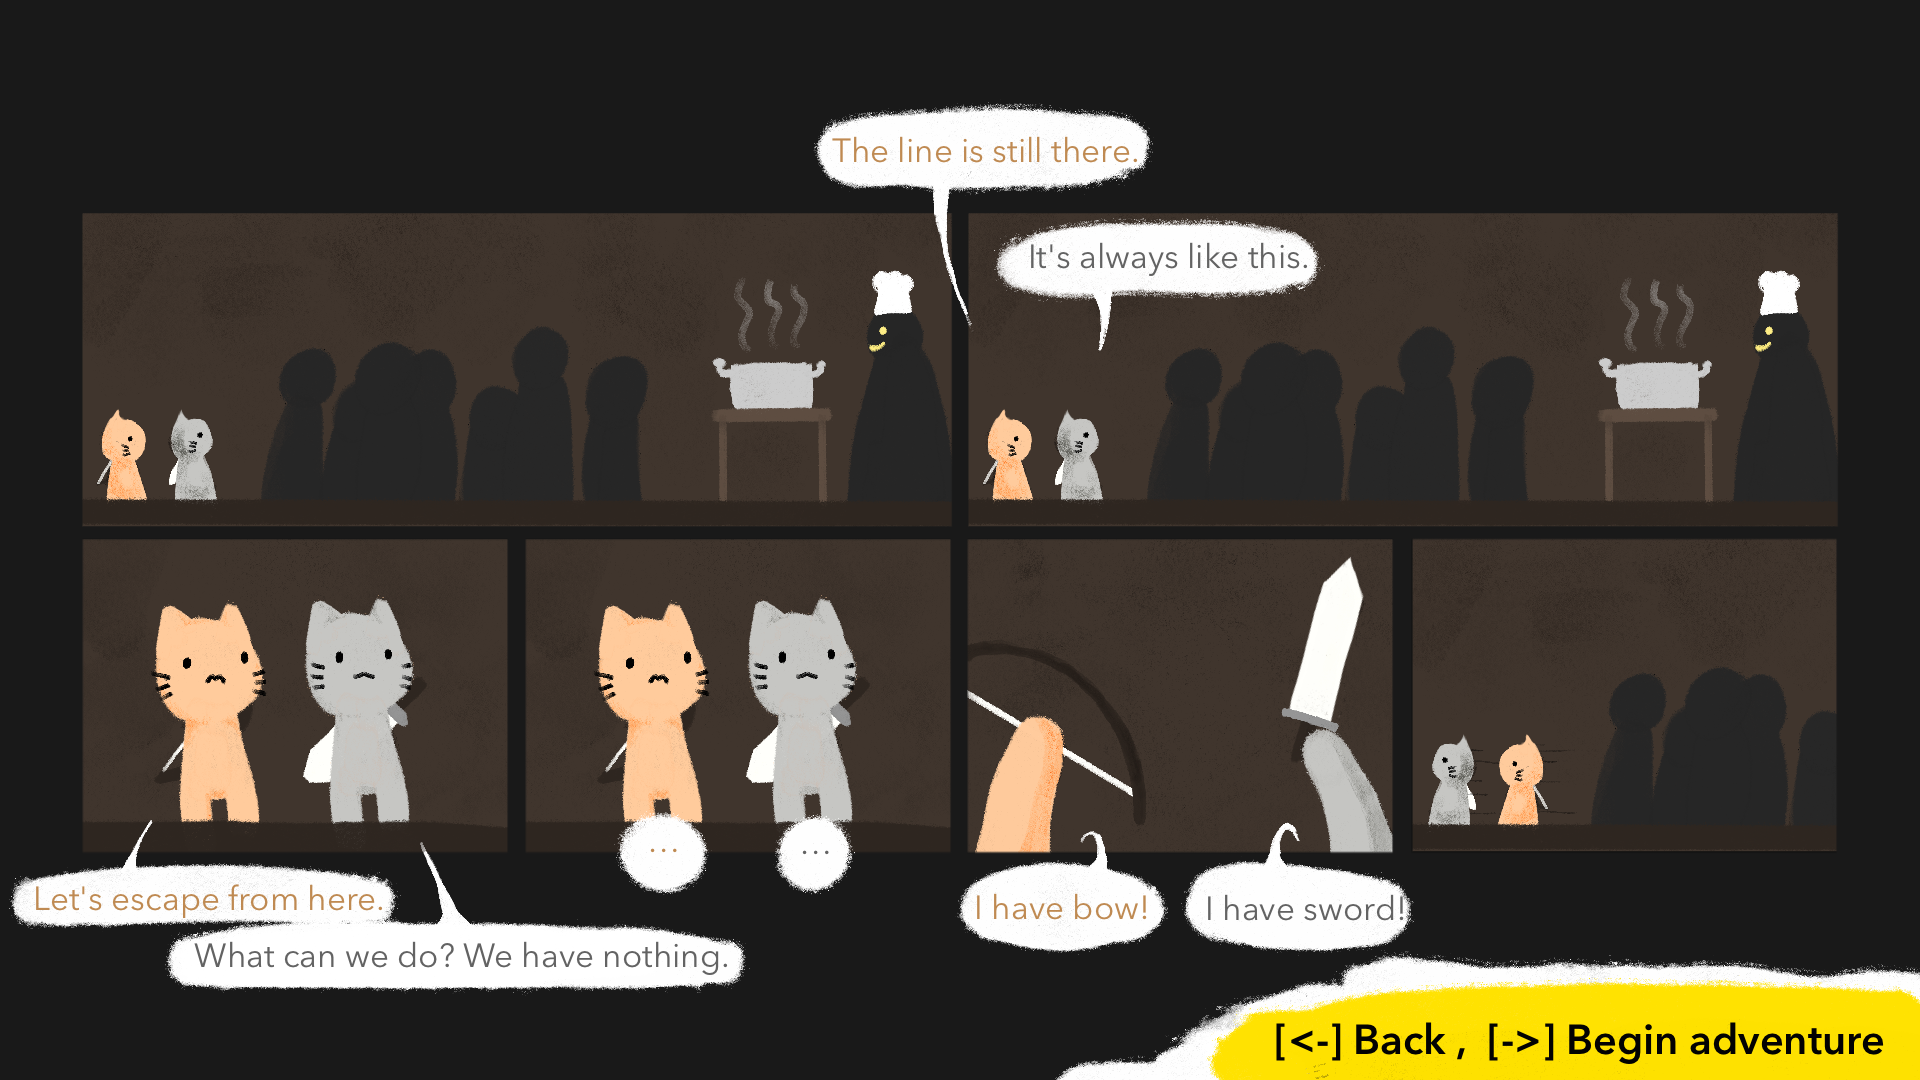 The line is still there.
It's always like this.
Let's escape from here.
What can we do? We have nothing.
...
...
I have bow!
I have sword!
[<-] Back , [->] Begin adventure